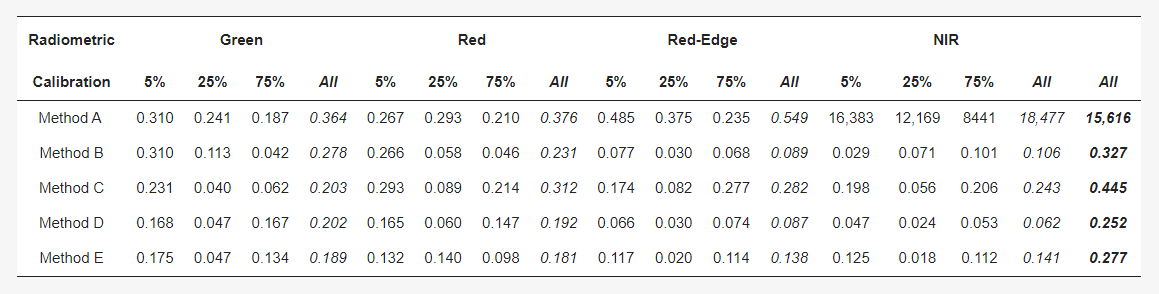 Radiometric Green Red Red-Edge NIR
Calibration 5% 25% 75% All 5% 25% 75% All 5% 25% 75% All 5% 25% 75% All All
Method A 0.310 0.241 0.187 0.364 0.267 0.293 0.210 0.376 0.485 0.375 0.235 0.549 16,383 12,169 8441 18,477 15,616
Method B 0.310 0.113 0.042 0.278 0.266 0.058 0.046 0.231 0.077 0.030 0.068 0.089 0.029 0.071 0.101 0.106 0.327
Method C 0.231 0.040 0.062 0.203 0.293 0.089 0.214 0.312 0.174 0.082 0.277 0.282 0.198 0.056 0.206 0.243 0.445
Method D 0.168 0.047 0.167 0.202 0.165 0.060 0.147 0.192 0.066 0.030 0.074 0.087 0.047 0.024 0.053 0.062 0.252
Method E 0.175 0.047 0.134 0.189 0.132 0.140 0.098 0.181 0.117 0.020 0.114 0.138 0.125 0.018 0.112 0.141 0.277